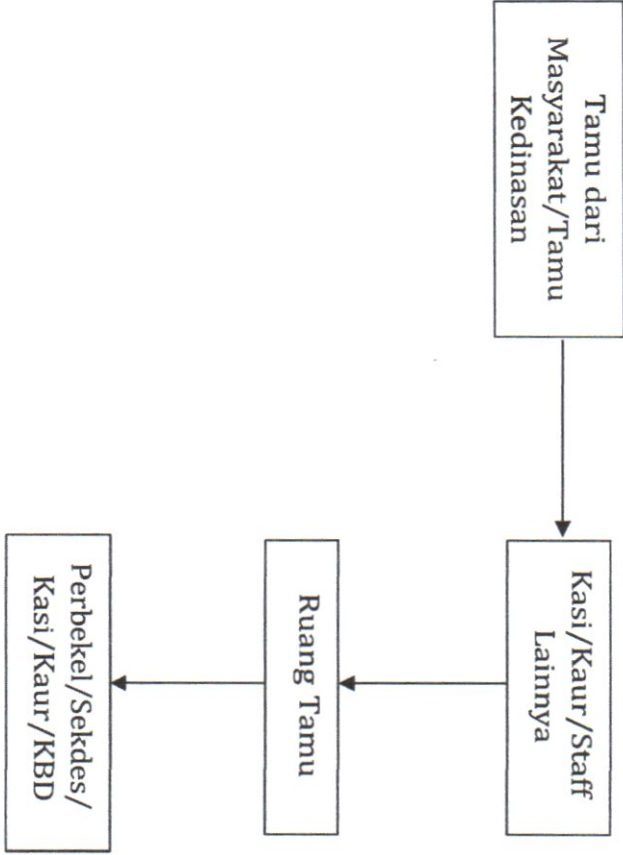 Tamu dari
Masyarakat/Tamu
Kedinasan
Kasi/Kaur/Staff
Lainnya
Ruang Tamu
Perbekel/Sekdes/
Kasi/Kaur/KBD